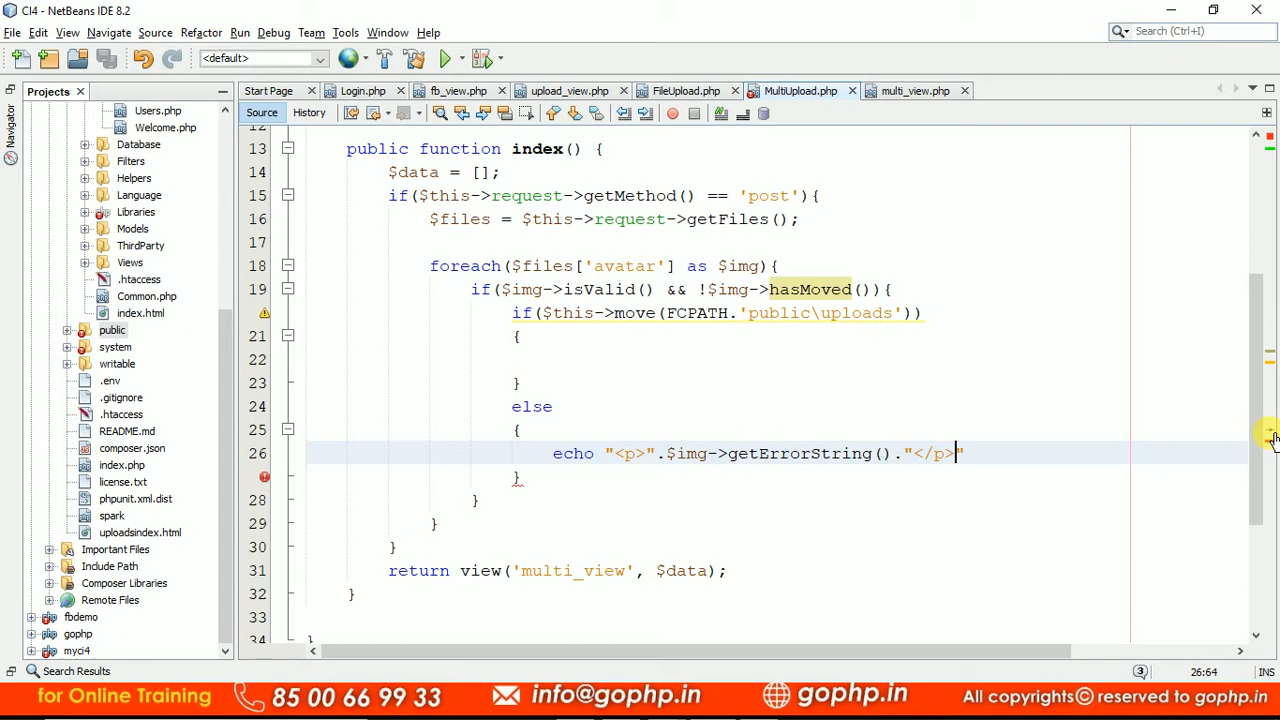 CI4 - NetBeans IDE 8.2
File Edit View Navigate Source Refactor Run Debug Team Tools Window Help
Search (Ctrl+I)
<default>
Projects
Start Page Login.php fb_view.php upload_view.php FileUpload.php MultiUpload.php multi_view.php
Source History
Navigator
Users.php
Welcome.php
Database
Filters
Helpers
Language
Libraries
Models
ThirdParty
Views
.htaccess
Common.php
index.html
public
system
writable
.env
.gitignore
.htaccess
README.md
composer.json
index.php
license.txt
phpunit.xml.dist
spark
uploadsindex.html
Important Files
Include Path
Composer Libraries
Remote Files
fbdemo
gophp
myci4
12
13 public function index() {
14 $data = [];
15 if($this->request->getMethod() == 'post'){
16 $files = $this->request->getFiles();
17
18 foreach($files['avatar'] as $img){
19 if($img->isValid() && !$img->hasMoved()){
if($this->move(FCPATH.'public\uploads'))
21 {
22
23 }
24 else
25 {
26 echo "<p>".$img->getErrorString()."</p>"
}
28 }
29 }
30 }
31 return view('multi_view', $data);
32 }
33
34 }
Search Results
3
26:64
INS
for Online Training 85 00 66 99 33 info@gophp.in gophp.in All copyrights© reserved to gophp.in